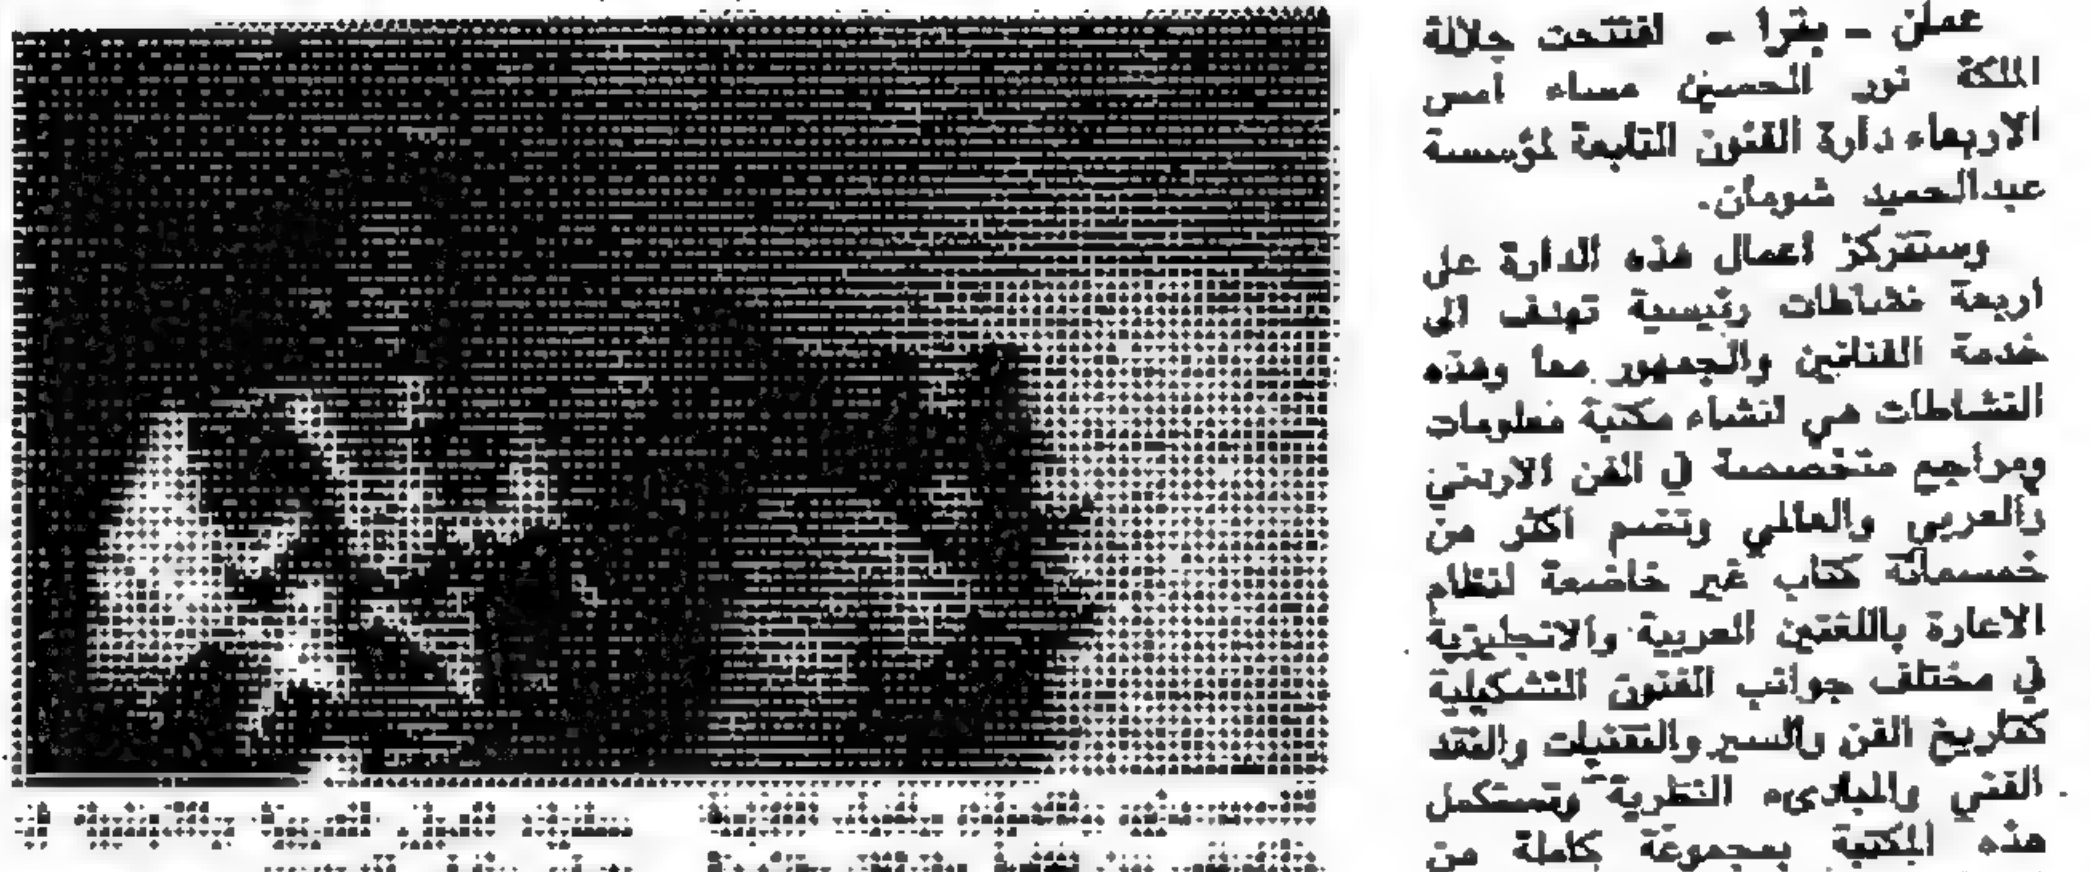 عمان - بترا - افتتحت جلالة
الملكة نور الحسين مساء امس
الاربعاء دارة الفنون التابعة لمؤسسة
عبدالحميد شومان.
وستتركز اعمال هذه الدارة على
اربعة نشاطات رئيسية تهدف الى
خدمة الفنانين والجمهور معا وهذه
النشاطات هي انشاء مكتبة معلومات
ومراجع متخصصة في الفن الاردني
والعربي والعالمي وتضم اكثر من
خمسمائة كتاب غير خاضعة لنظام
الاعارة باللغتين العربية والانجليزية
في مختلف جوانب الفنون التشكيلية
كتاريخ الفن والسير والتقنيات والنقد
الفني والمبادىء النظرية وتستكمل
هذه المكتبة بمجموعة كاملة من